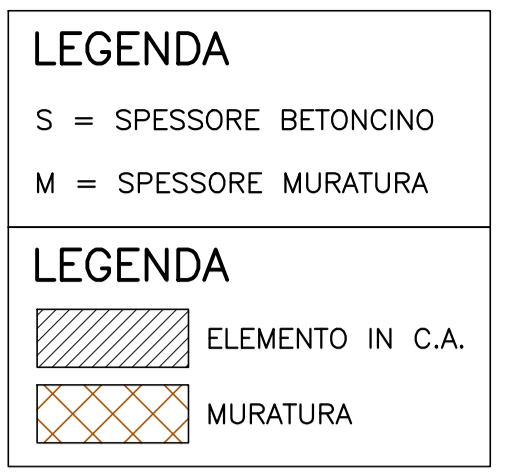 LEGENDA
S = SPESSORE BETONCINO
M = SPESSORE MURATURA
LEGENDA
ELEMENTO IN C.A.
MURATURA